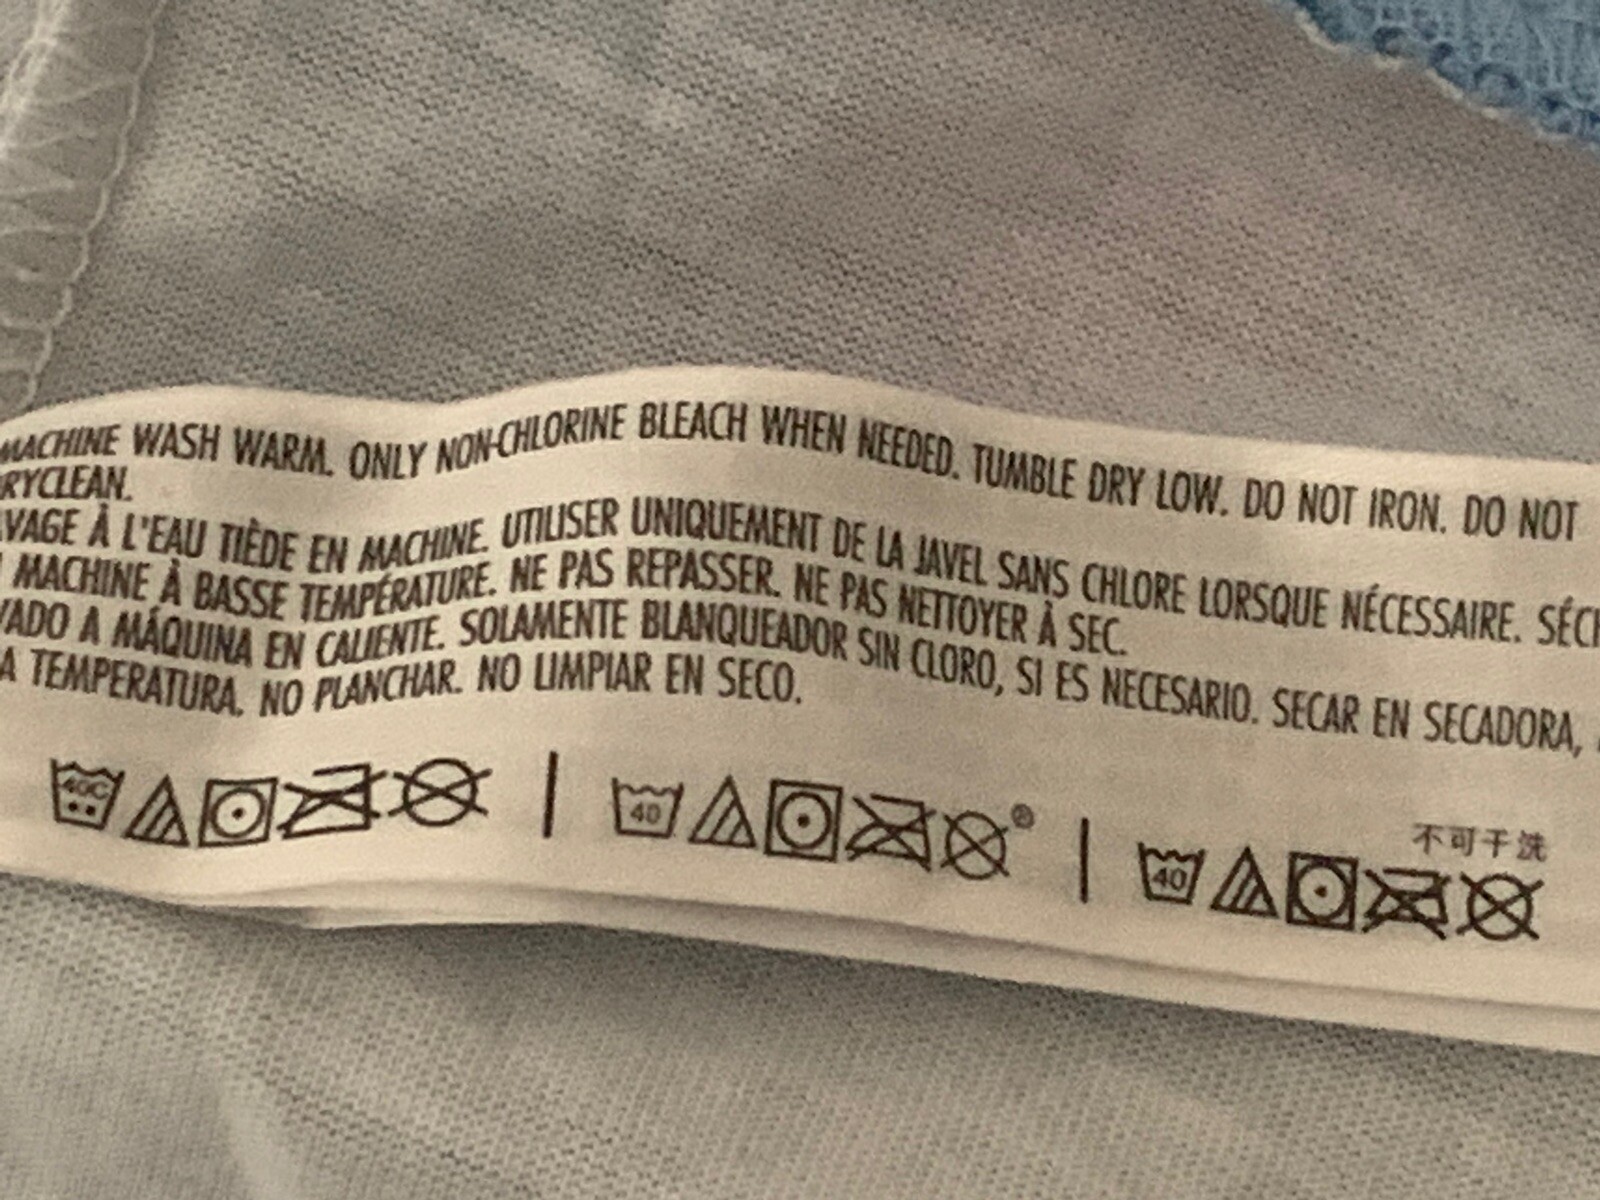 MACHINE WASH WARM. ONLY NON-CHLORINE BLEACH WHEN NEEDED. TUMBLE DRY LOW. DO NOT IRON. DO NOT
RYCLEAN.
VAGE À L'EAU TIÈDE EN MACHINE. UTILISER UNIQUEMENT DE LA JAVEL SANS CHLORE LORSQUE NÉCESSAIRE. SÉCH
MACHINE À BASSE TEMPÉRATURE. NE PAS REPASSER. NE PAS NETTOYER À SEC.
VADO A MÁQUINA EN CALIENTE. SOLAMENTE BLANQUEADOR SIN CLORO, SI ES NECESARIO. SECAR EN SECADORA,
A TEMPERATURA. NO PLANCHAR. NO LIMPIAR EN SECO.
不可干洗
40C 40 ® 40